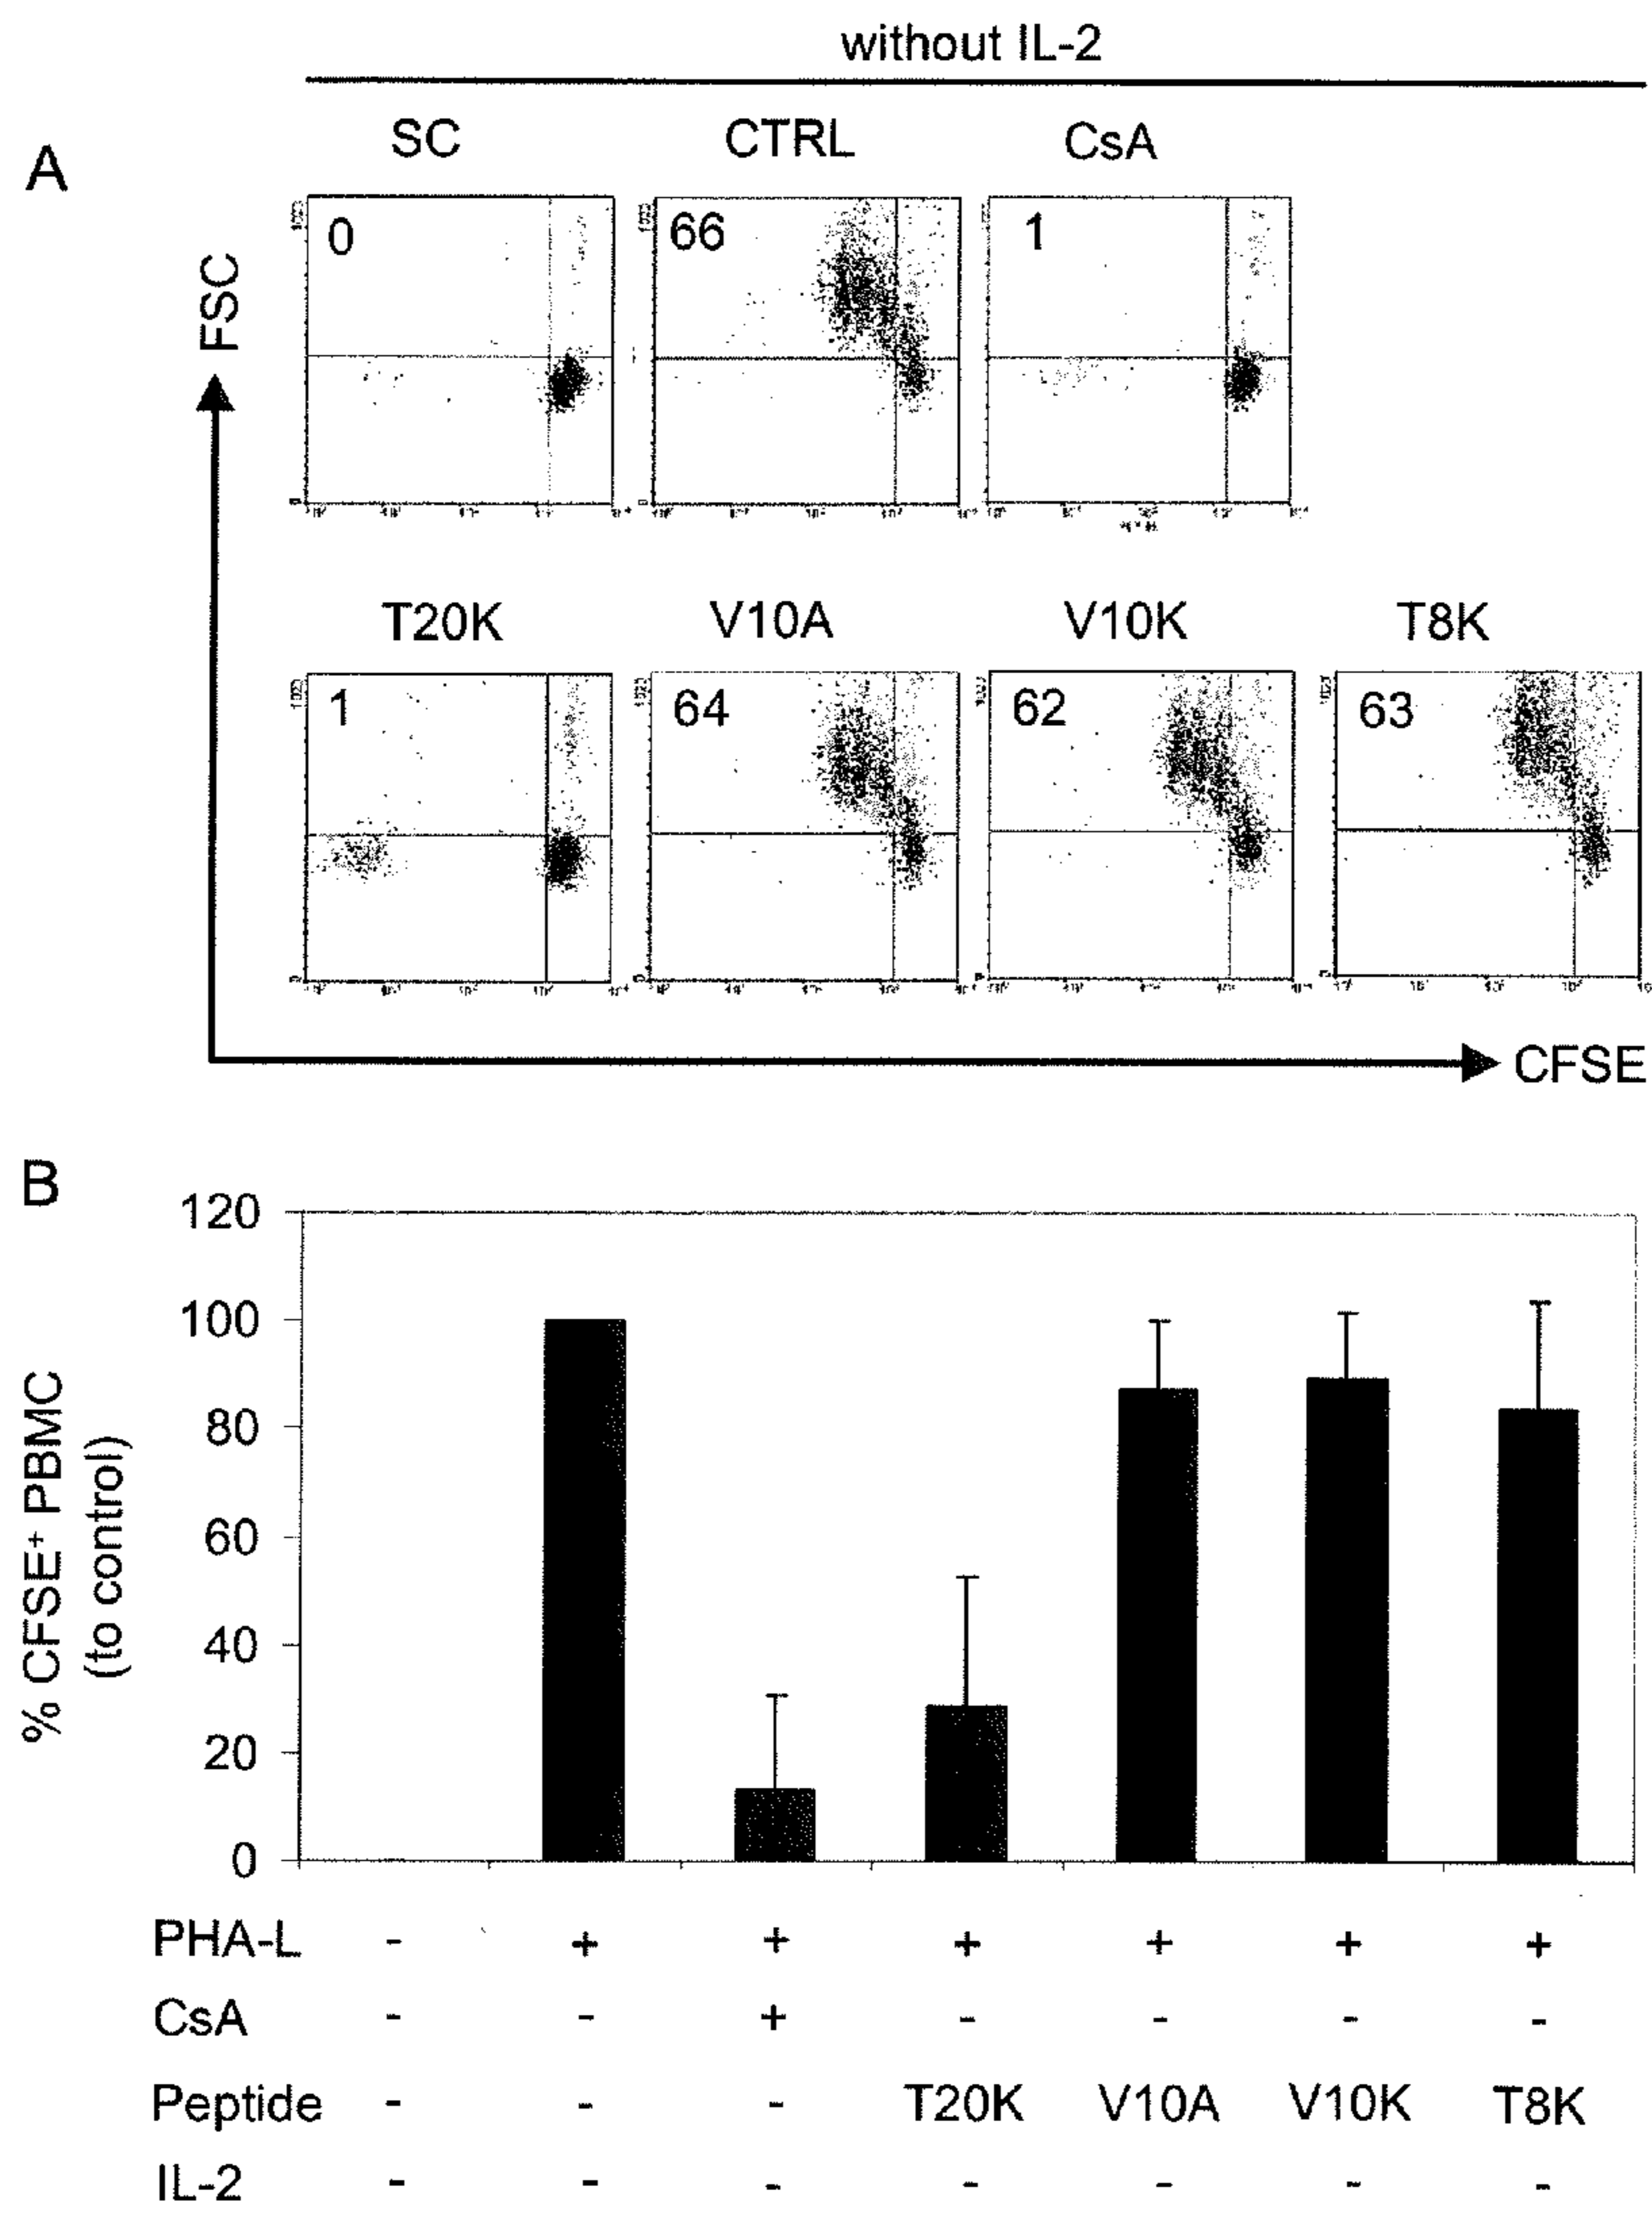 without IL-2
A
SC CTRL CsA
0 66 1
FSC
T20K V10A V10K T8K
1 64 62 63
CFSE
B
120
100
80
60
40
20
0
% CFSE⁺ PBMC
(to control)
PHA-L - + + + + + +
CsA - - + - - - -
Peptide - - - T20K V10A V10K T8K
IL-2 - - - - - - -